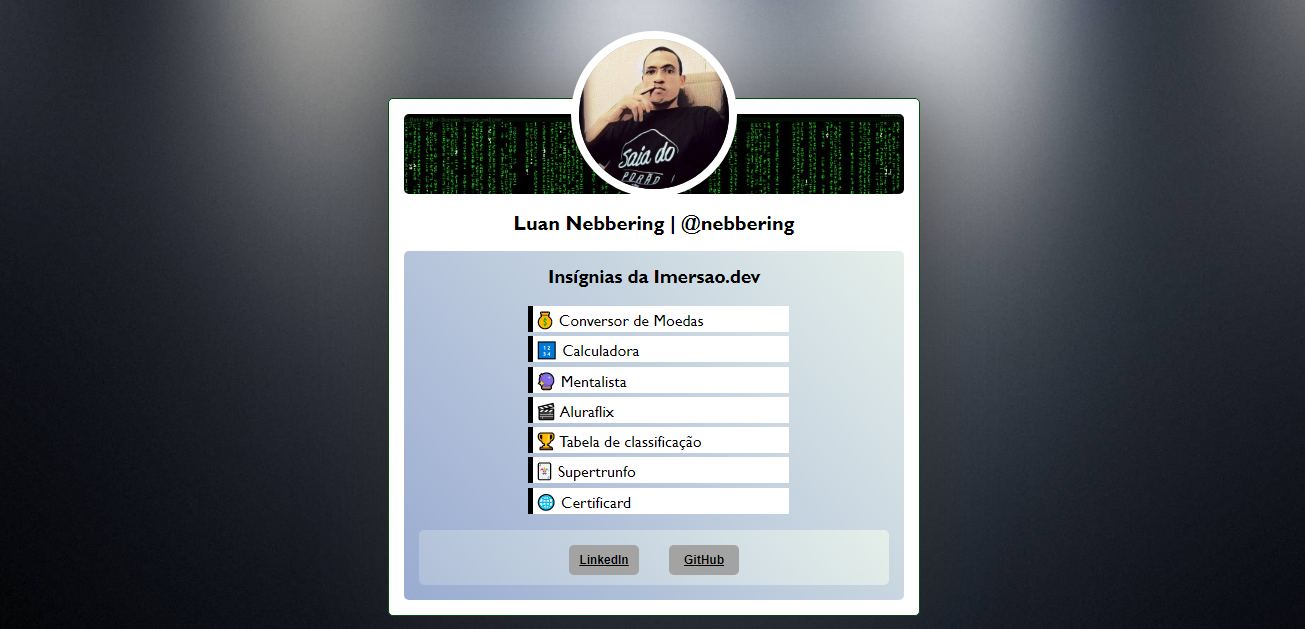 saia do
PORÃO !
Luan Nebbering | @nebbering
Insígnias da Imersao.dev
Conversor de Moedas
Calculadora
Mentalista
Aluraflix
Tabela de classificação
Supertrunfo
Certificard
LinkedIn
GitHub